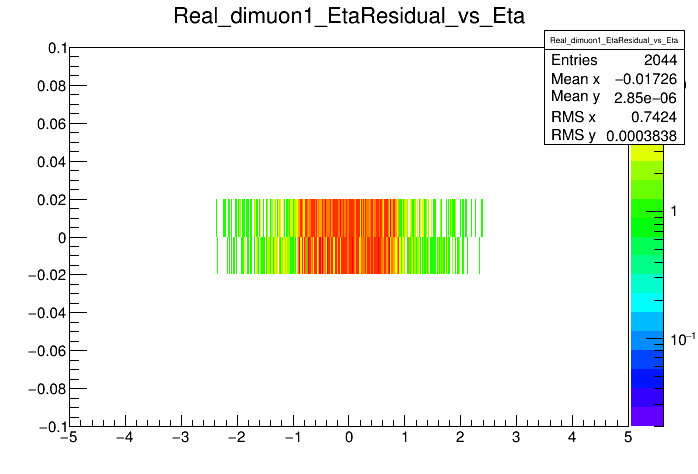 Real_dimuon1_EtaResidual_vs_Eta
Real_dimuon1_EtaResidual_vs_Eta
Entries 2044
Mean x −0.01726
Mean y 2.85e−06
RMS x 0.7424
RMS y 0.0003838
0.1
0.08
0.06
0.04
0.02
0
−0.02
−0.04
−0.06
−0.08
−0.1
−5 −4 −3 −2 −1 0 1 2 3 4 5
1
10⁻¹